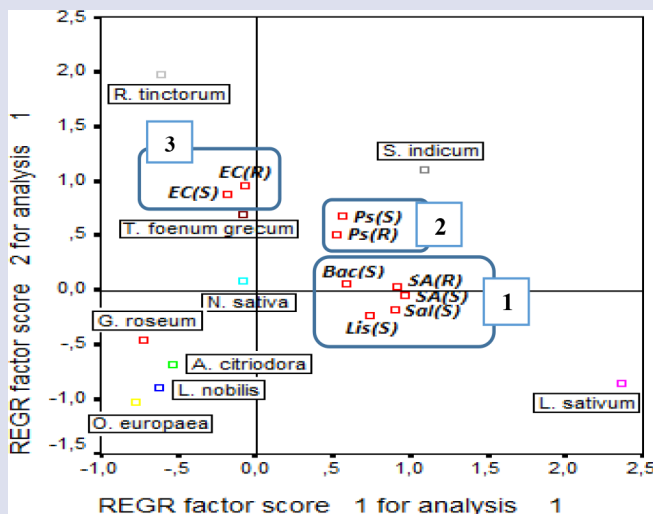 2,5
2,0
R. tinctorum
1,5
3
S. indicum
EC(R)
1,0
EC(S)
Ps(S)
2
T. foenum grecum
,5
Ps(R)
Bac(S)
SA(R)
0,0
N. sativa
SA(S)
1
G. roseum
Sal(S)
Lis(S)
-,5
A. citriodora
L. nobilis
-1,0
L. sativum
O. europaea
-1,5
-1,0
-,5
0,0
,5
1,0
1,5
2,0
2,5
REGR factor score 2 for analysis 1
REGR factor score 1 for analysis 1